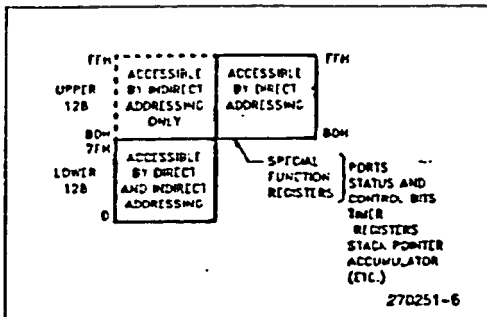 FFH
FFH
UPPER
128
ACCESSIBLE
BY INDIRECT
ADDRESSING
ONLY
ACCESSIBLE
BY DIRECT
ADDRESSING
80H
80H
7FH
LOWER
128
ACCESSIBLE
BY DIRECT
AND INDIRECT
ADDRESSING
0
SPECIAL
FUNCTION
REGISTERS
PORTS
STATUS AND
CONTROL BITS
TIMER
REGISTERS
STACK POINTER
ACCUMULATOR
(ETC.)
270251-6